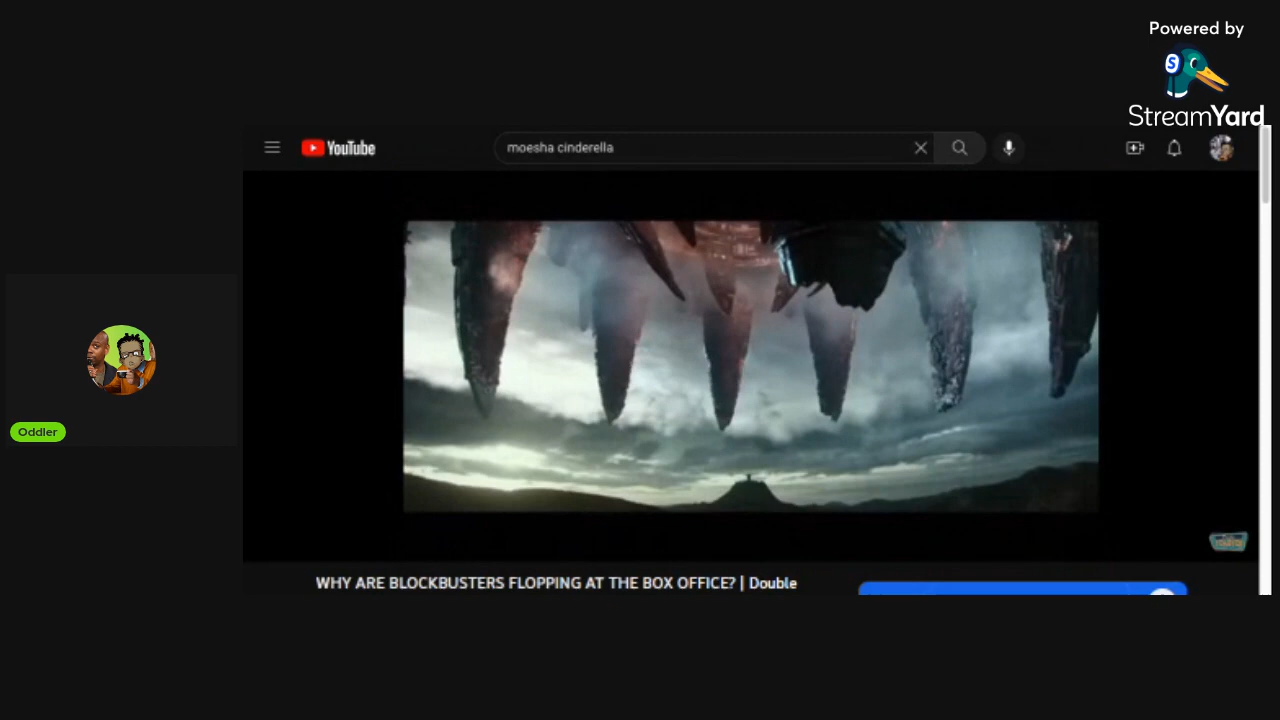 Powered by
StreamYard
YouTube
moesha cinderella
Oddler
WHY ARE BLOCKBUSTERS FLOPPING AT THE BOX OFFICE? | Double